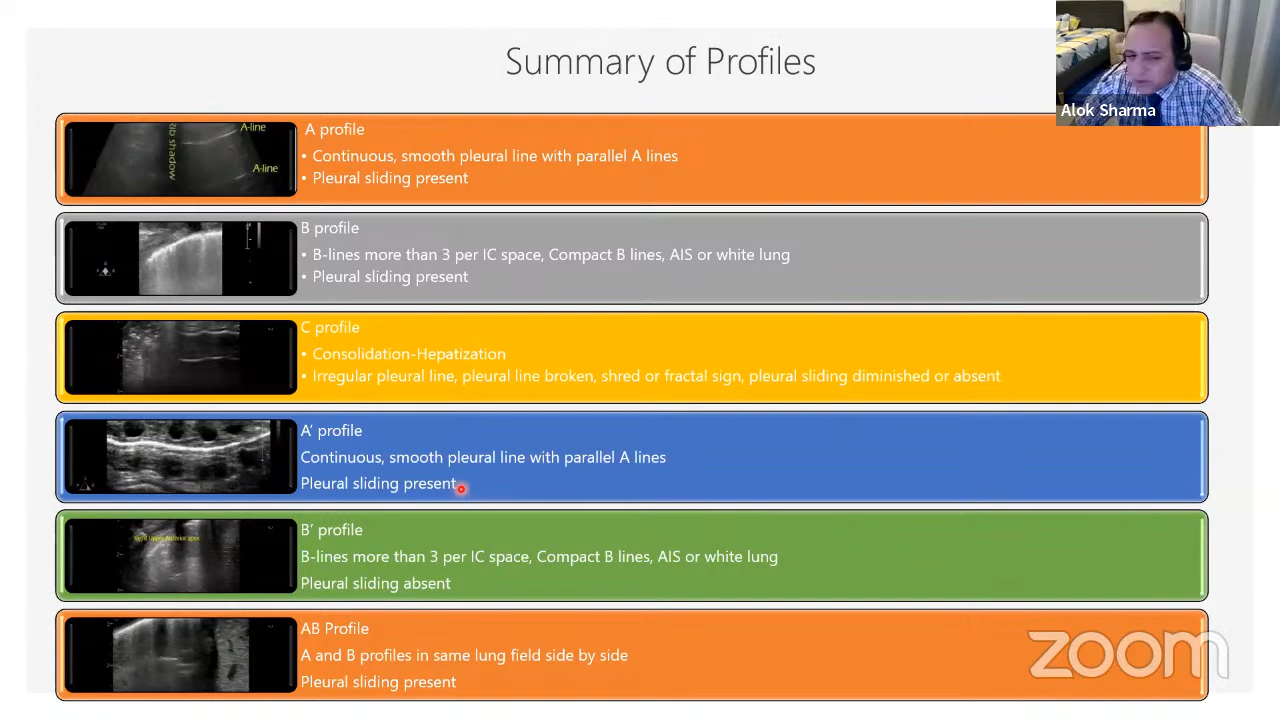 Summary of Profiles
Alok Sharma
A-line
Rib shadow
A-line
A profile
• Continuous, smooth pleural line with parallel A lines
• Pleural sliding present
B profile
• B-lines more than 3 per IC space, Compact B lines, AIS or white lung
• Pleural sliding present
C profile
• Consolidation-Hepatization
• Irregular pleural line, pleural line broken, shred or fractal sign, pleural sliding diminished or absent
A’ profile
Continuous, smooth pleural line with parallel A lines
Pleural sliding present
B’ profile
B-lines more than 3 per IC space, Compact B lines, AIS or white lung
Pleural sliding absent
AB Profile
A and B profiles in same lung field side by side
Pleural sliding present
zoom